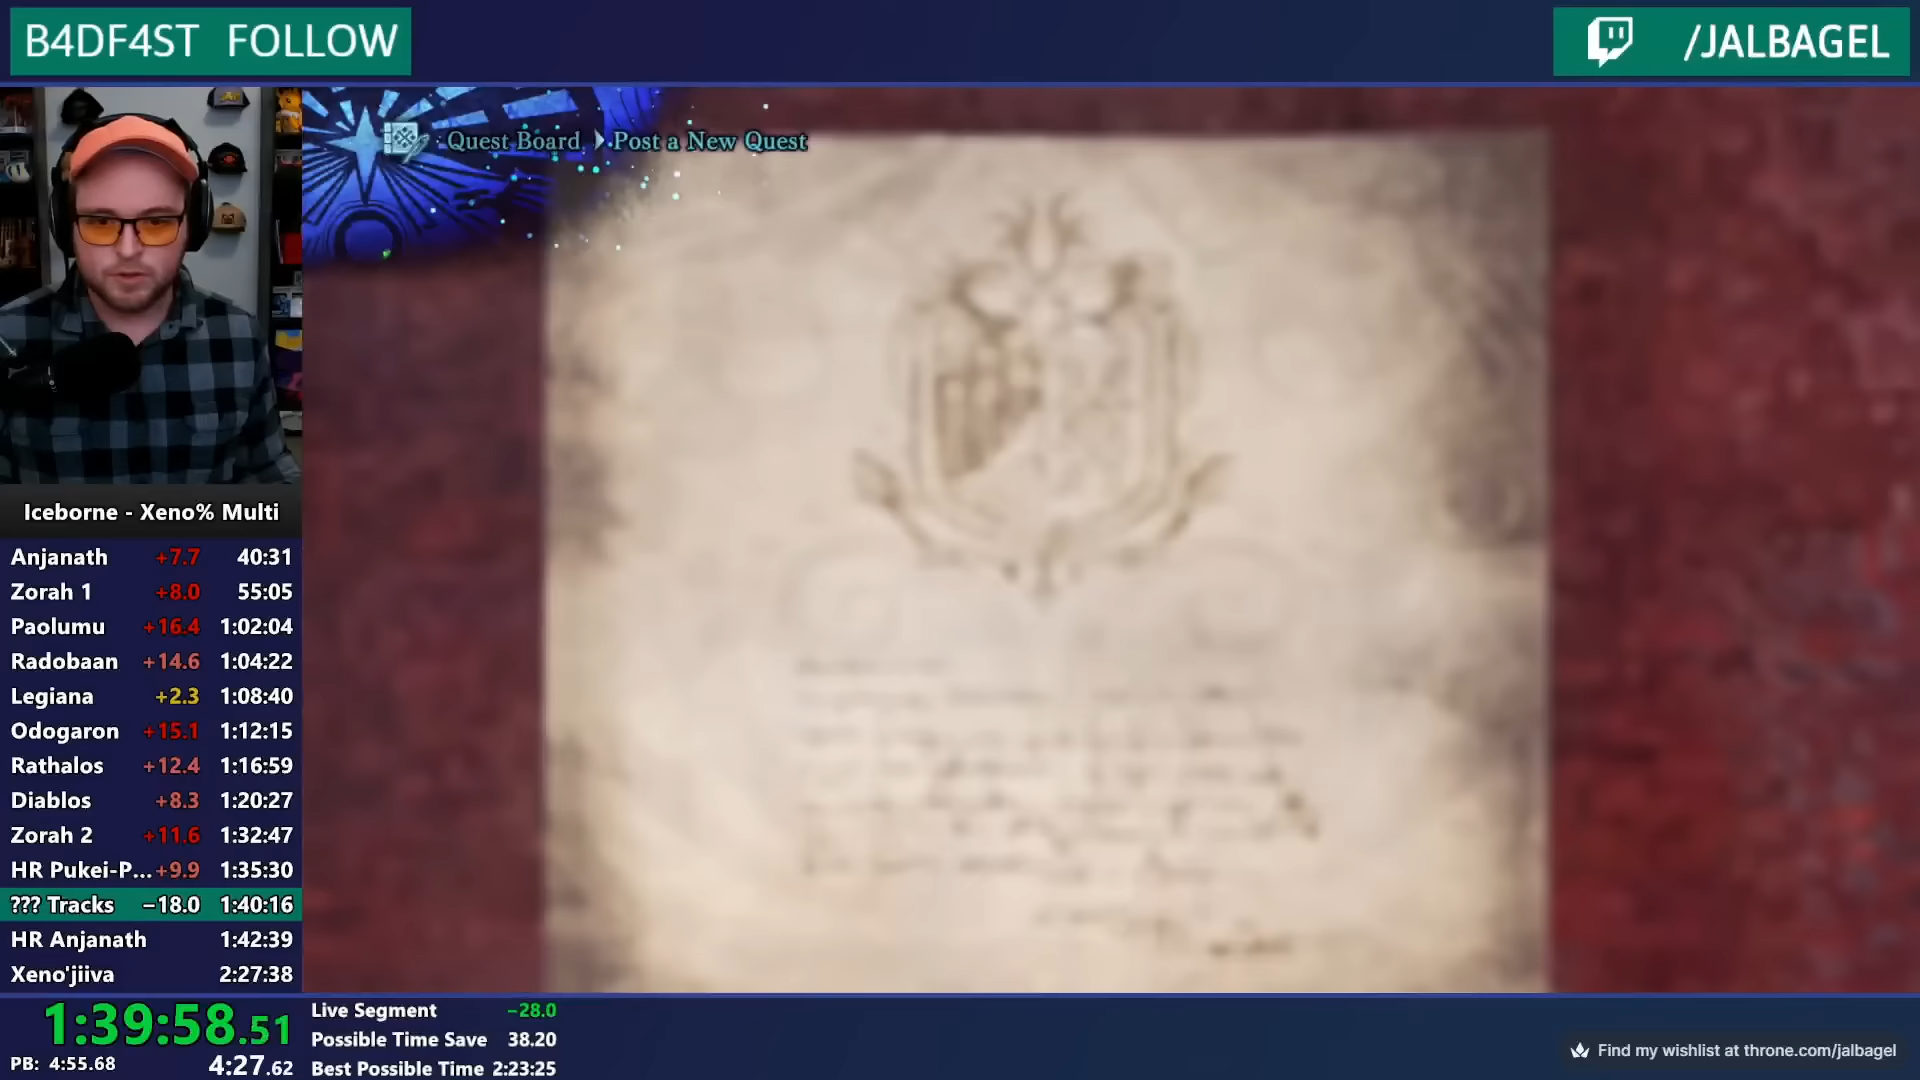 B4DF4ST FOLLOW
/JALBAGEL
Quest Board Post a New Quest
Iceborne - Xeno% Multi
Anjanath +7.7 40:31
Zorah 1 +8.0 55:05
Paolumu +16.4 1:02:04
Radobaan +14.6 1:04:22
Legiana +2.3 1:08:40
Odogaron +15.1 1:12:15
Rathalos +12.4 1:16:59
Diablos +8.3 1:20:27
Zorah 2 +11.6 1:32:47
HR Pukei-P... +9.9 1:35:30
??? Tracks −18.0 1:40:16
HR Anjanath 1:42:39
Xeno'jiiva 2:27:38
1:39:58.51
PB: 4:55.68 4:27.62
Live Segment −28.0
Possible Time Save 38.20
Best Possible Time 2:23:25
Find my wishlist at throne.com/jalbagel